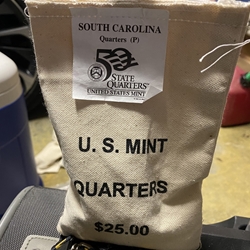 SOUTH CAROLINA
Quarters (P)
50
STATE
QUARTERS
UNITED STATES MINT
U. S. MINT
QUARTERS
$25.00